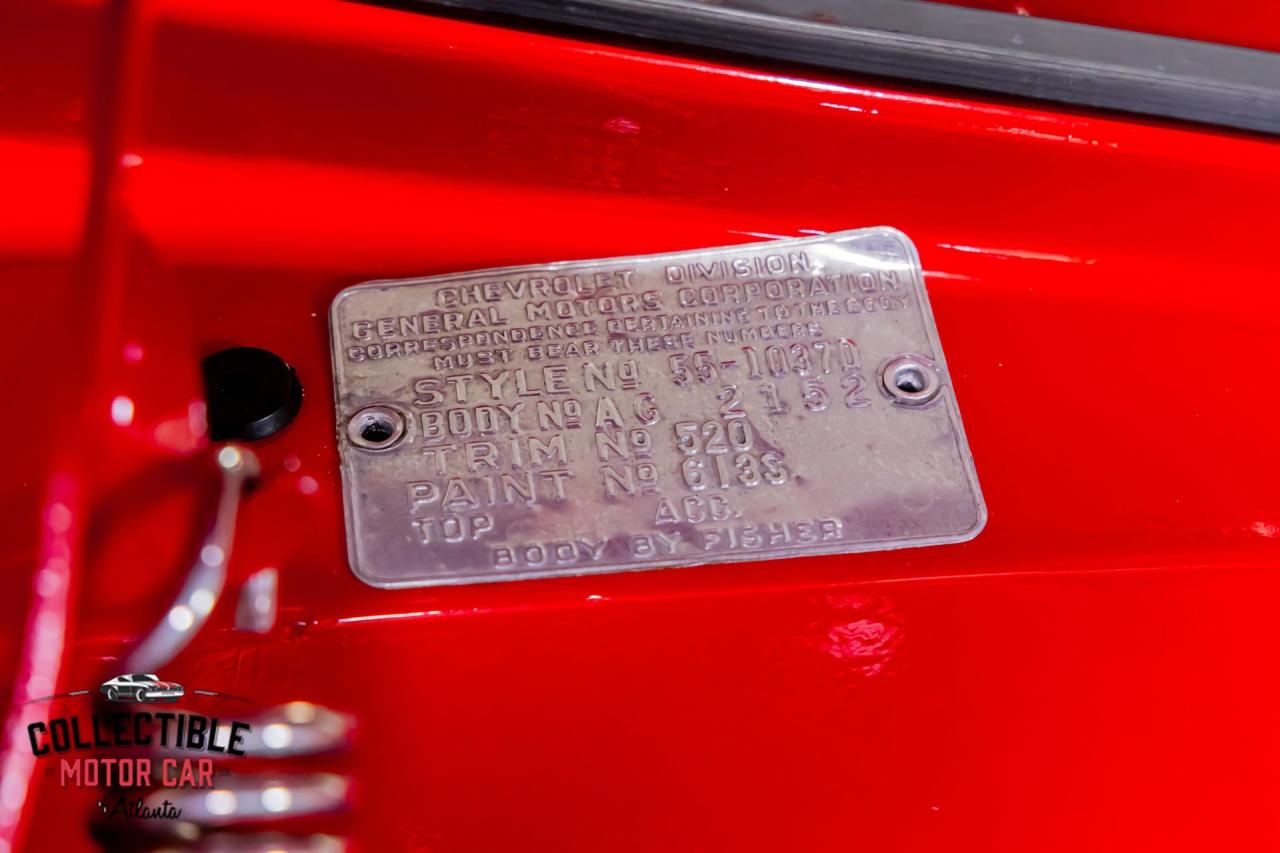 CHEVROLET DIVISION
GENERAL MOTORS CORPORATION
CORRESPONDENCE PERTAINING TO THE BODY
MUST BEAR THESE NUMBERS
STYLE Nº 55-1037D
BODY Nº A G 2152
TRIM Nº 520
PAINT Nº 613S
TOP ACC.
BODY BY FISHER
COLLECTIBLE
MOTOR CAR
of Atlanta